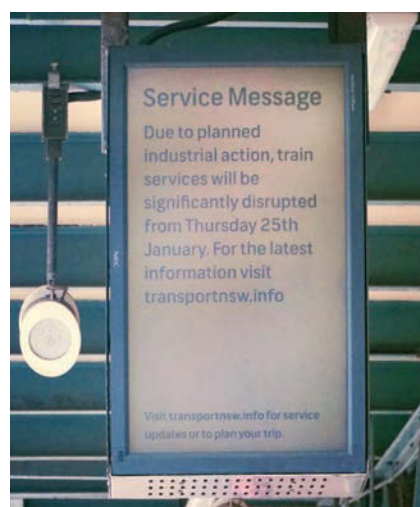 Service Message
Due to planned
industrial action, train
services will be
significantly disrupted
from Thursday 25th
January. For the latest
information visit
transportnsw.info
NEC
Visit transportnsw.info for service
updates or to plan your trip.